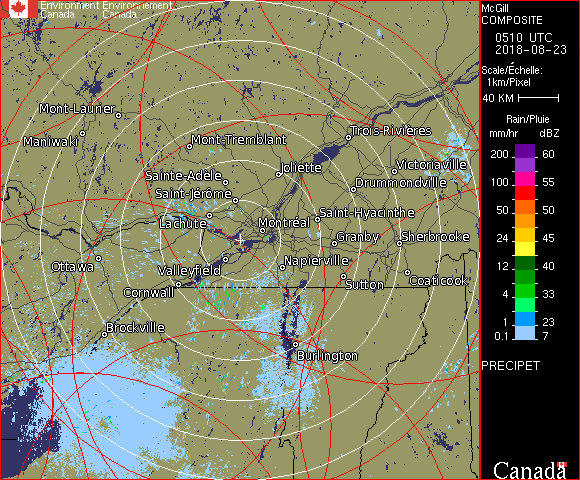 Environment Environnement
Canada Canada
McGill
COMPOSITE
0510 UTC
2018-08-23
Scale/Échelle:
1km/Pixel
40 KM
Rain/Pluie
mm/hr dBZ
200 60
100 55
50 50
24 45
12 40
4 33
1 23
0.1 7
PRECIPET
Canada
Mont-Laurier
Maniwaki
Mont-Tremblant
Trois-Rivières
Sainte-Adèle
Joliette
Victoriaville
Saint-Jérôme
Drummondville
Lachute
Montréal
Saint-Hyacinthe
Granby
Sherbrooke
Ottawa
Valleyfield
Napierville
Cornwall
Sutton
Coaticook
Brockville
Burlington